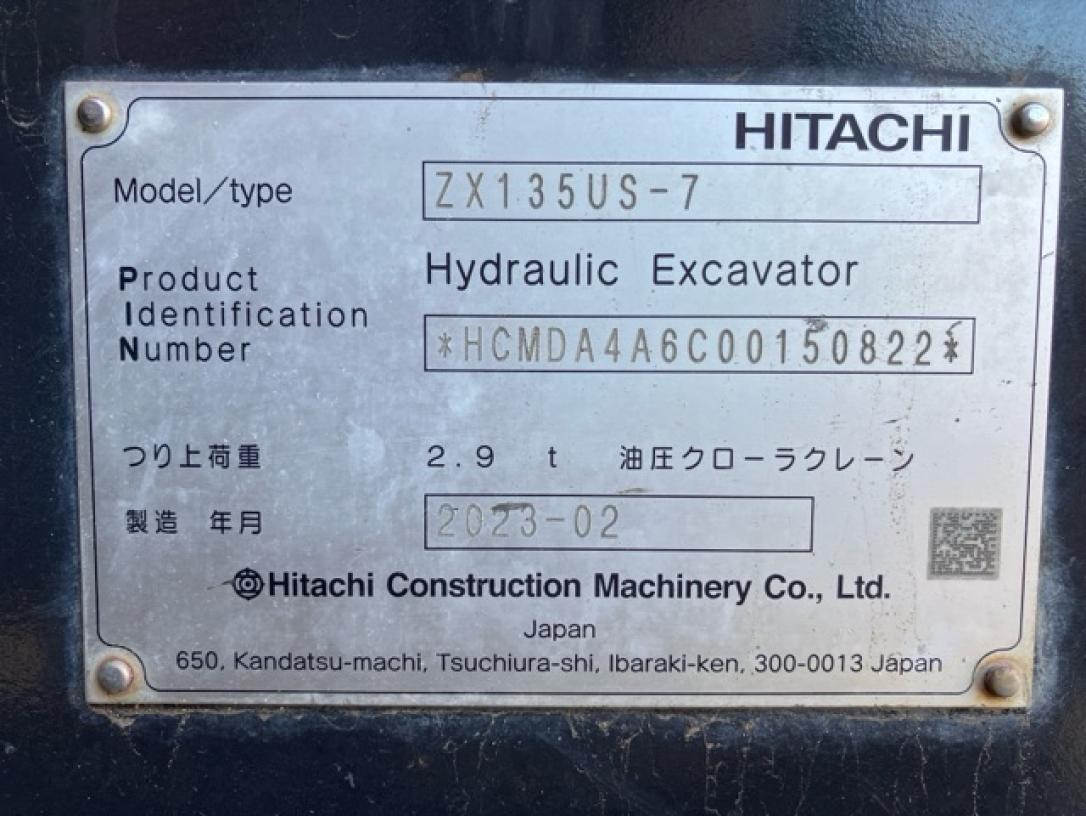 HITACHI
Model/type ZX135US-7
Hydraulic Excavator
Product
Identification
Number *HCMDA4A6C00150822*
つり上荷重 2.9 t 油圧クローラクレーン
製造 年月 2023-02
Hitachi Construction Machinery Co., Ltd.
Japan
650, Kandatsu-machi, Tsuchiura-shi, Ibaraki-ken, 300-0013 Japan